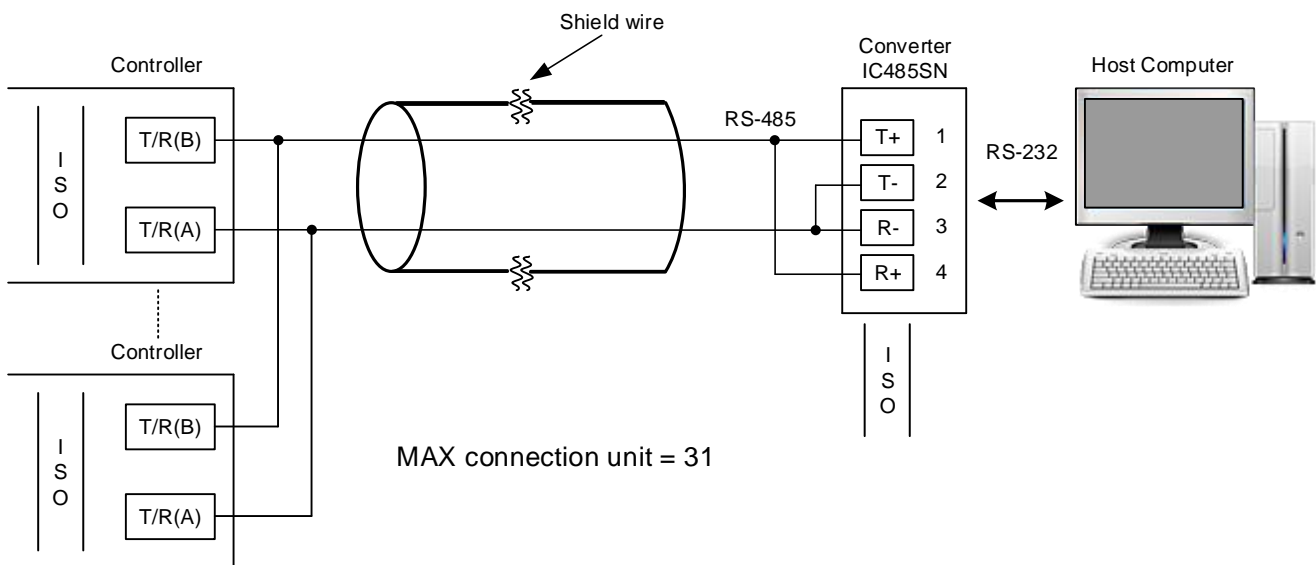 Shield wire
Controller
Converter
IC485SN
Host Computer
T/R(B)
RS-485
T+
1
RS-232
I
S
O
T-
2
T/R(A)
R-
3
R+
4
Controller
I
S
O
T/R(B)
I
S
O
MAX connection unit = 31
T/R(A)